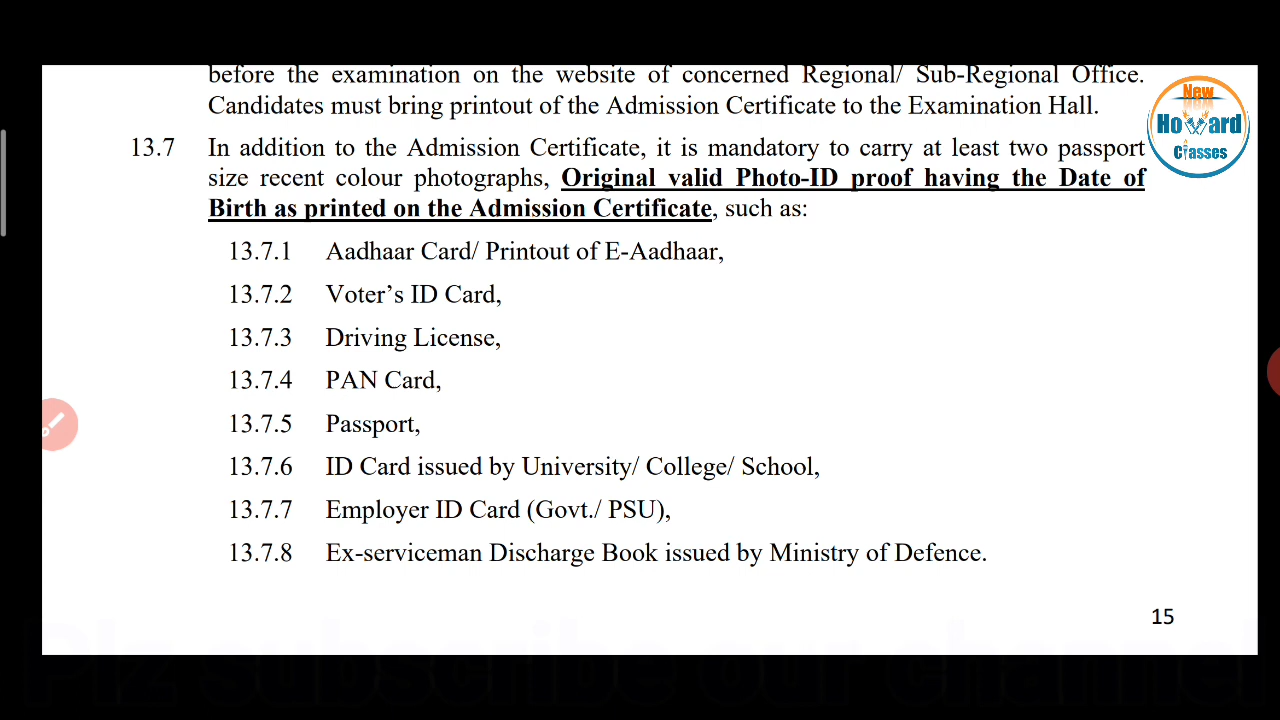 before the examination on the website of concerned Regional/ Sub-Regional Office.
Candidates must bring printout of the Admission Certificate to the Examination Hall.
New
Howard
Classes
13.7 In addition to the Admission Certificate, it is mandatory to carry at least two passport
size recent colour photographs, Original valid Photo-ID proof having the Date of
Birth as printed on the Admission Certificate, such as:
13.7.1 Aadhaar Card/ Printout of E-Aadhaar,
13.7.2 Voter’s ID Card,
13.7.3 Driving License,
13.7.4 PAN Card,
13.7.5 Passport,
13.7.6 ID Card issued by University/ College/ School,
13.7.7 Employer ID Card (Govt./ PSU),
13.7.8 Ex-serviceman Discharge Book issued by Ministry of Defence.
15
Plz subscribe our channel